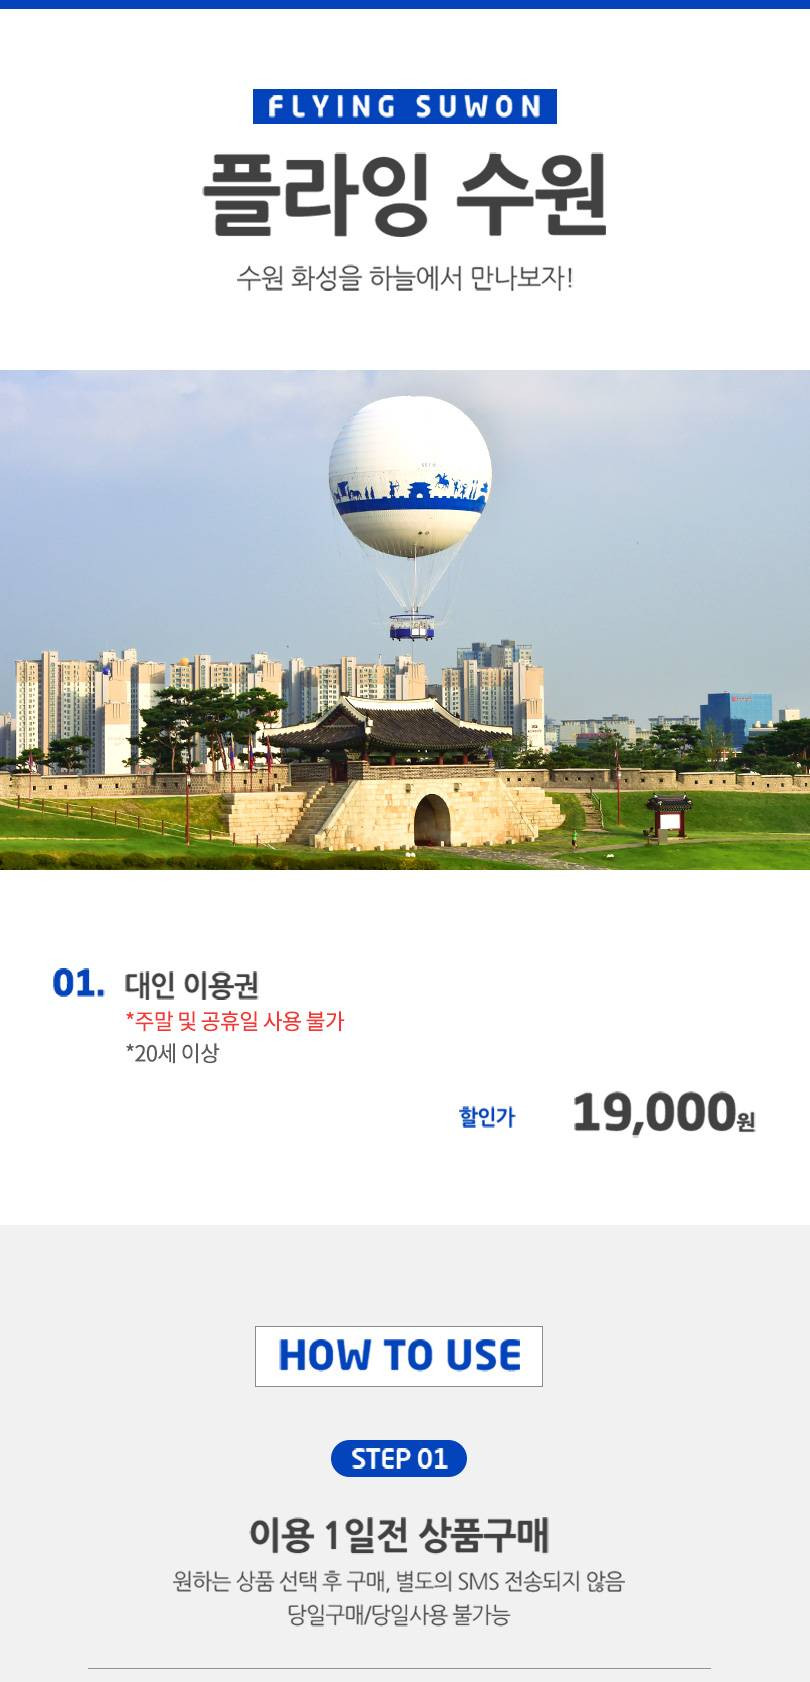 FLYING SUWON
플라잉 수원
수원 화성을 하늘에서 만나보자!
01. 대인 이용권
*주말 및 공휴일 사용 불가
*20세 이상
할인가 19,000원
HOW TO USE
STEP 01
이용 1일전 상품구매
원하는 상품 선택 후 구매, 별도의 SMS 전송되지 않음
당일구매/당일사용 불가능